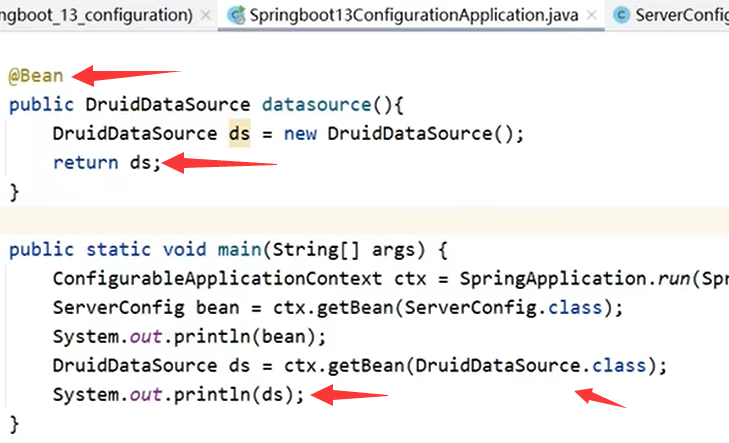 ngboot_13_configuration) × Springboot13ConfigurationApplication.java × ServerConfig
@Bean
public DruidDataSource datasource(){
DruidDataSource ds = new DruidDataSource();
return ds;
}
public static void main(String[] args) {
ConfigurableApplicationContext ctx = SpringApplication.run(Spr
ServerConfig bean = ctx.getBean(ServerConfig.class);
System.out.println(bean);
DruidDataSource ds = ctx.getBean(DruidDataSource.class);
System.out.println(ds);
}